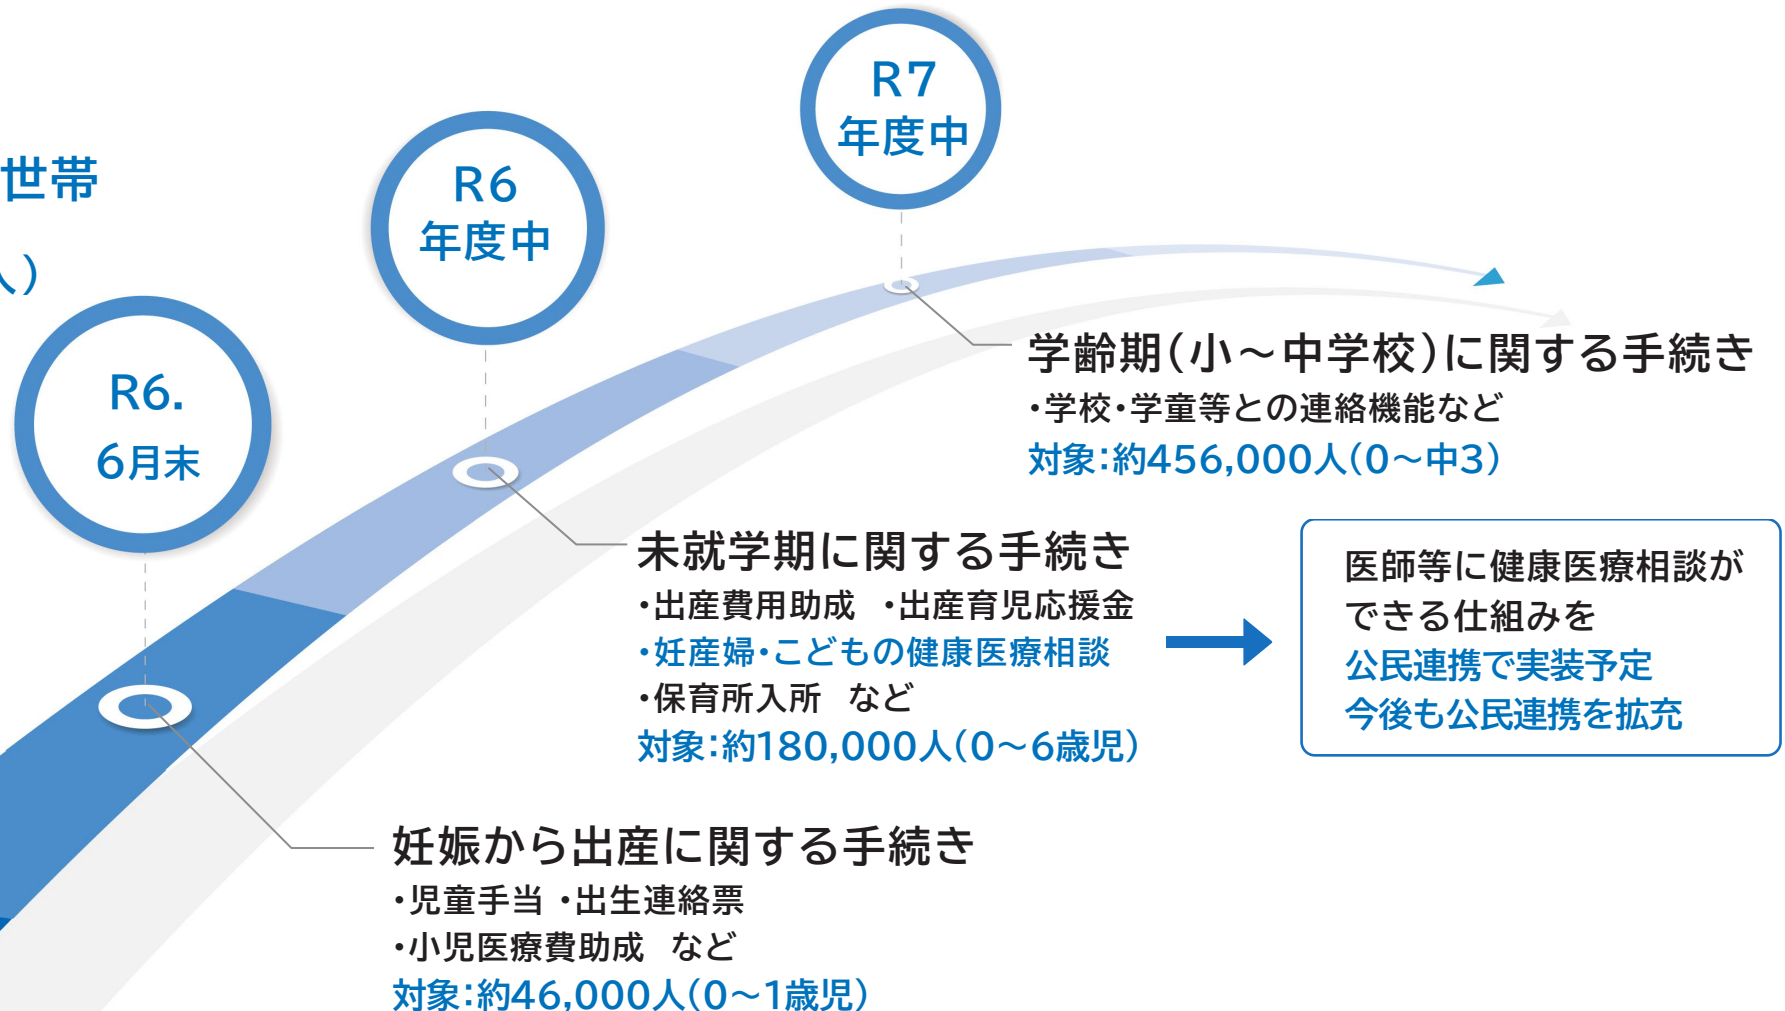 世帯
人）
R6.
6月末
R6
年度中
R7
年度中
学齢期（小～中学校）に関する手続き
・学校・学童等との連絡機能など
対象：約456,000人（0～中3）
未就学期に関する手続き
・出産費用助成　・出産育児応援金
・妊産婦・こどもの健康医療相談
・保育所入所　など
対象：約180,000人（0～6歳児）
医師等に健康医療相談が
できる仕組みを
公民連携で実装予定
今後も公民連携を拡充
妊娠から出産に関する手続き
・児童手当 ・出生連絡票
・小児医療費助成　など
対象：約46,000人（0～1歳児）